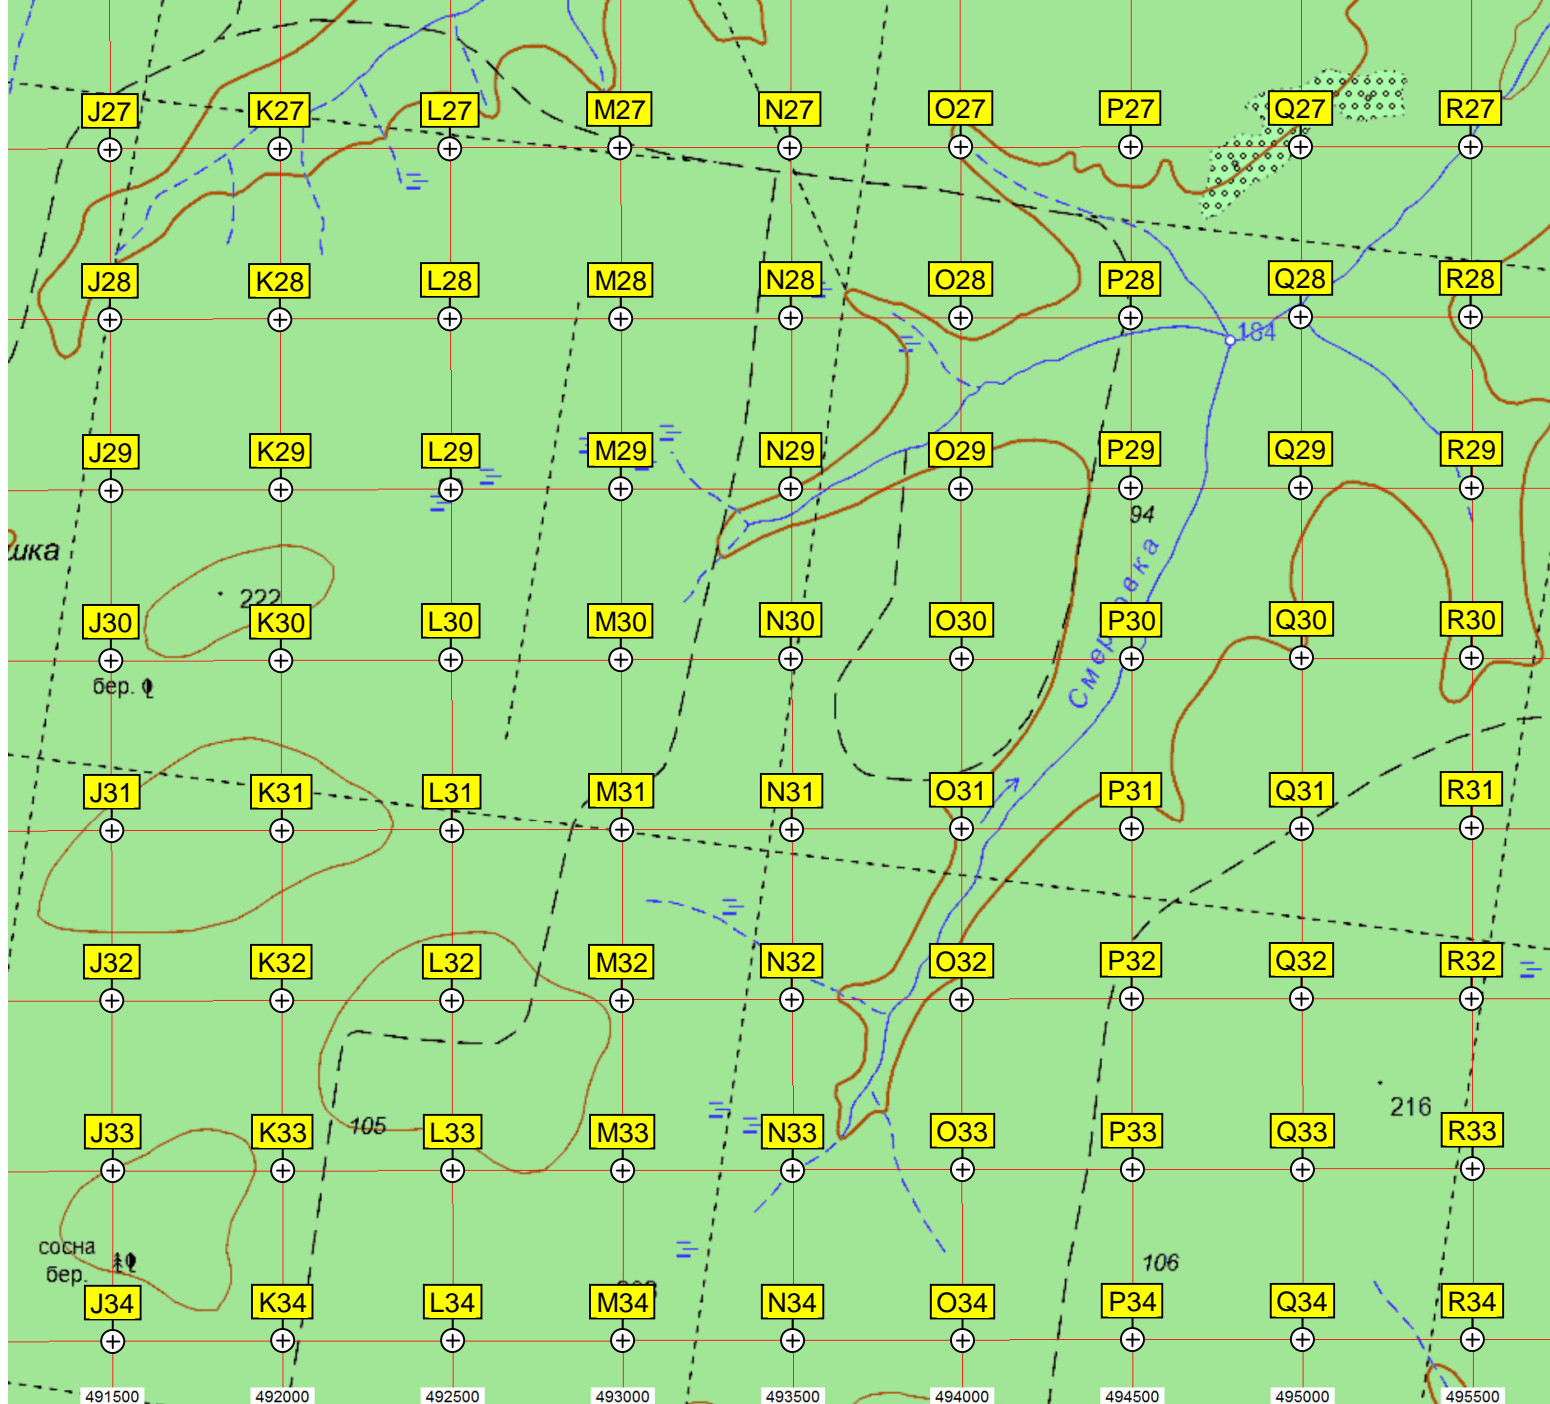 J27 K27 L27 M27 N27 O27 P27 Q27 R27
J28 K28 L28 M28 N28 O28 P28 Q28 R28
184
J29 K29 L29 M29 N29 O29 P29 Q29 R29
94
шка
222
J30 K30 L30 M30 N30 O30 P30 Q30 R30
бер.
J31 K31 L31 M31 N31 O31 P31 Q31 R31
J32 K32 L32 M32 N32 O32 P32 Q32 R32
216
105
J33 K33 L33 M33 N33 O33 P33 Q33 R33
сосна
бер.
106
J34 K34 L34 M34 N34 O34 P34 Q34 R34
491500 492000 492500 493000 493500 494000 494500 495000 495500